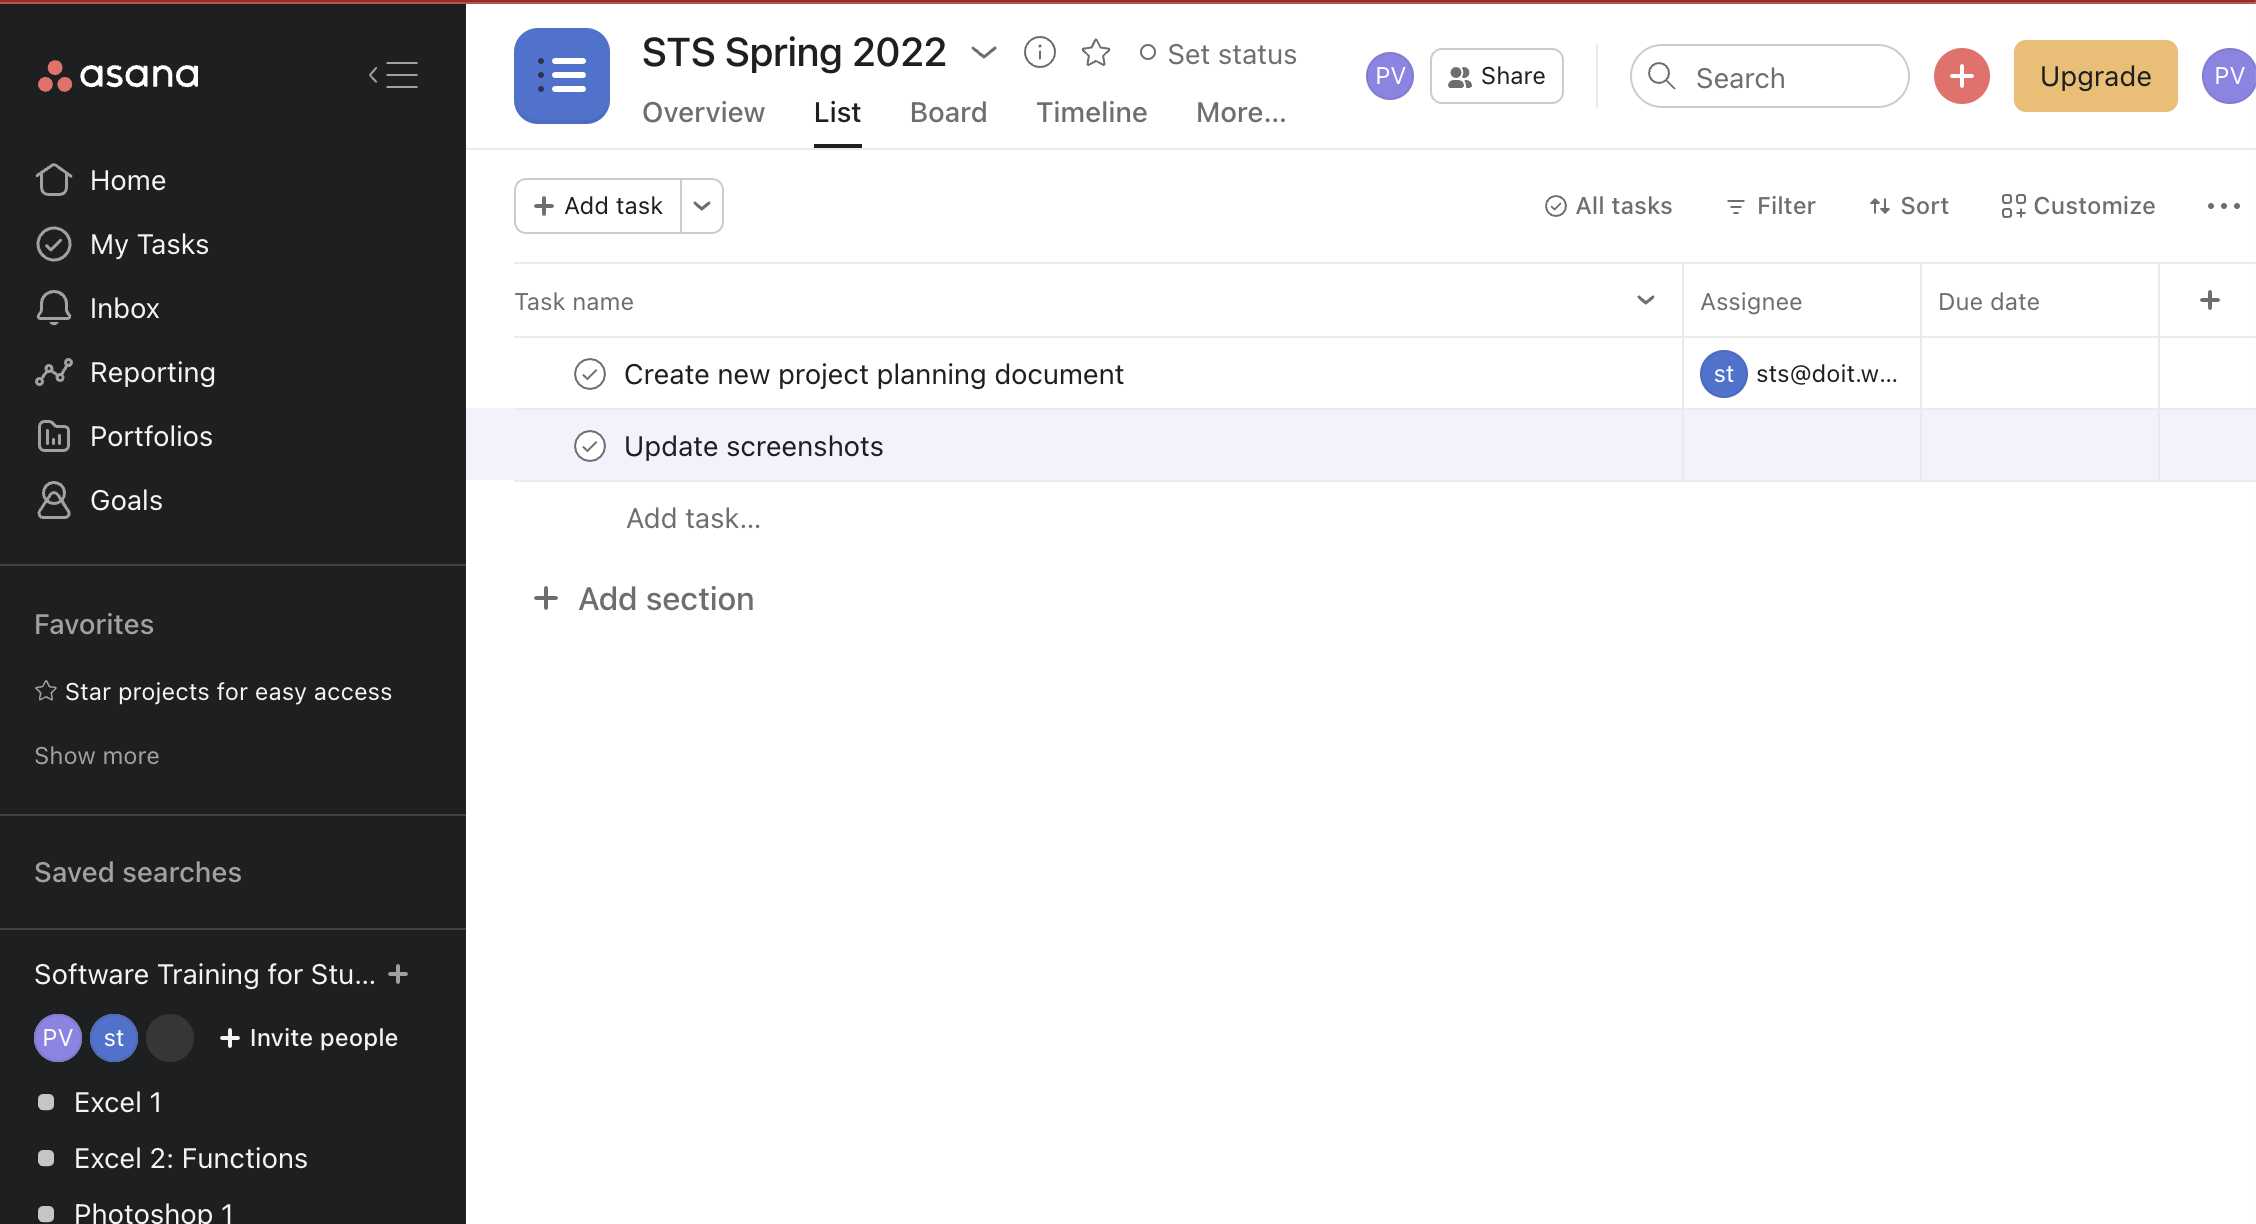 asana
Home
My Tasks
Inbox
Reporting
Portfolios
Goals
Favorites
Star projects for easy access
Show more
Saved searches
Software Training for Stu...
PV st Invite people
Excel 1
Excel 2: Functions
Photoshop 1
STS Spring 2022 Set status
Overview List Board Timeline More...
PV Share Search Upgrade PV
Add task All tasks Filter Sort Customize
Task name Assignee Due date
Create new project planning document st sts@doit.w...
Update screenshots
Add task...
Add section